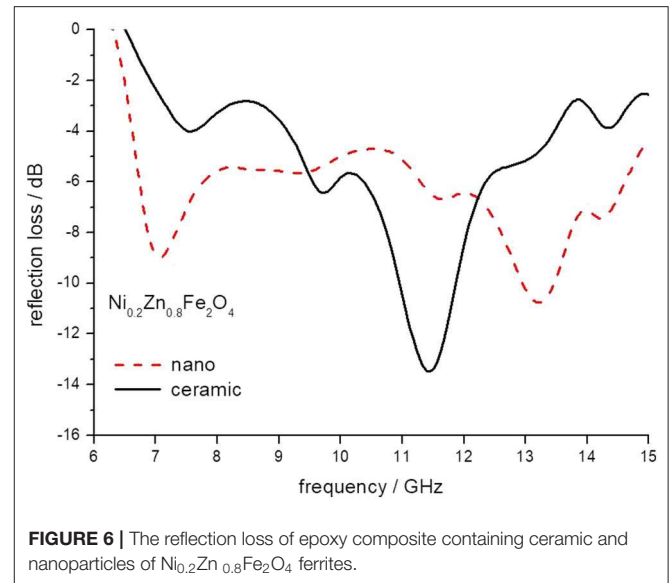 0
-2
-4
-6
-8
-10
-12
-14
-16
reflection loss / dB
Ni0.2Zn0.8Fe2O4
nano
ceramic
6 7 8 9 10 11 12 13 14 15
frequency / GHz
FIGURE 6 | The reflection loss of epoxy composite containing ceramic and
nanoparticles of Ni0.2Zn 0.8Fe2O4 ferrites.